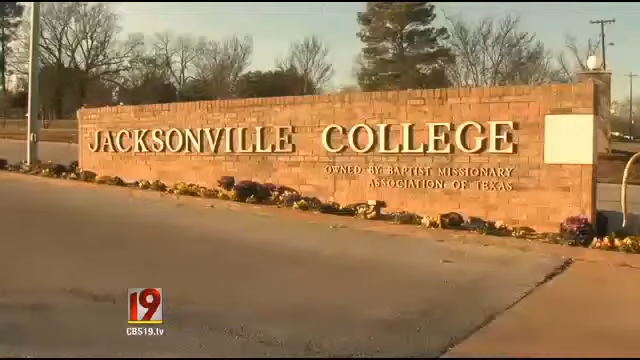 JACKSONVILLE COLLEGE
OWNED BY BAPTIST MISSIONARY
ASSOCIATION OF TEXAS
19
CBS19.tv